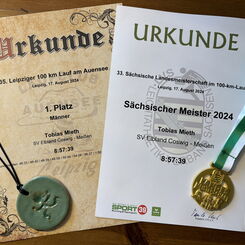 Urkunde
35. Leipziger 100 km Lauf am Auensee
Leipzig, 17. August 2024
1. Platz
Männer
Tobias Mieth
SV Elbland Coswig - Meißen
8:57:39
URKUNDE
33. Sächsische Landesmeisterschaft im 100-km-Lauf
Leipzig, 17. August 2024
Sächsischer Meister 2024
Tobias Mieth
SV Elbland Coswig - Meißen
8:57:39
SPORT